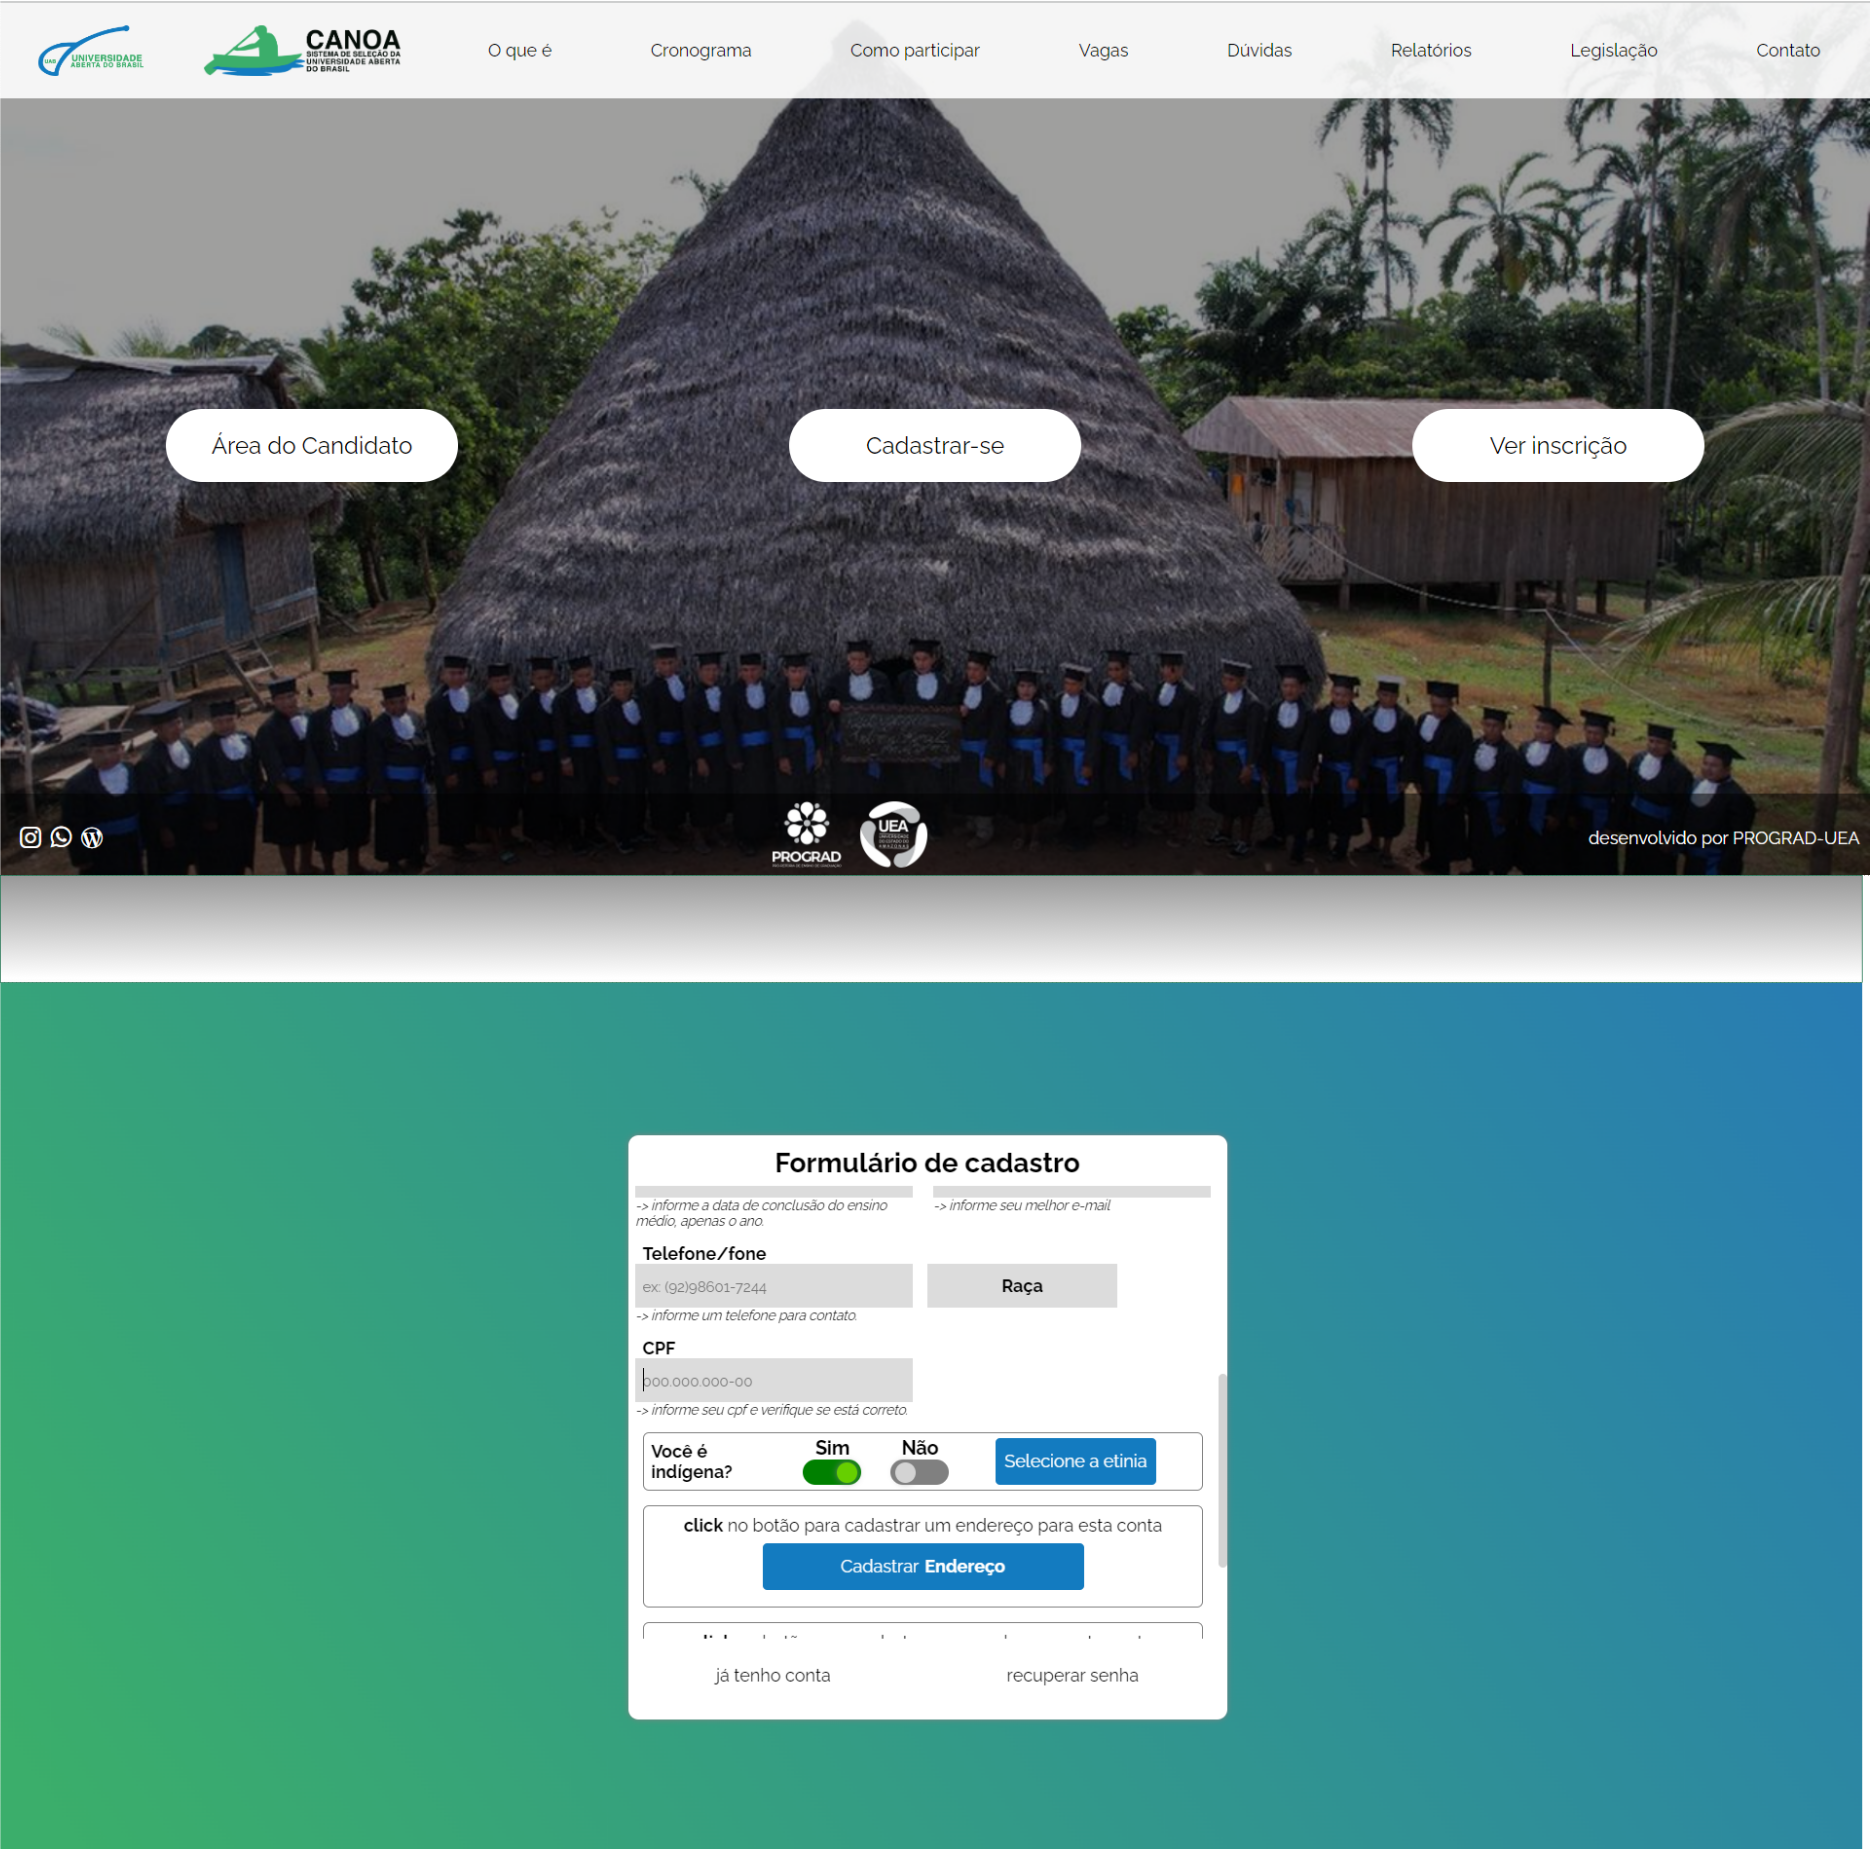 UAB
UNIVERSIDADE
ABERTA DO BRASIL
CANOA
SISTEMA DE SELEÇÃO DA
UNIVERSIDADE ABERTA
DO BRASIL
O que é
Cronograma
Como participar
Vagas
Dúvidas
Relatórios
Legislação
Contato
Área do Candidato
Cadastrar-se
Ver inscrição
PROGRAD
UEA
UNIVERSIDADE
DO ESTADO DO
AMAZONAS
desenvolvido por PROGRAD-UEA
Formulário de cadastro
-> informe a data de conclusão do ensino
médio, apenas o ano.
-> informe seu melhor e-mail
Telefone/fone
ex: (92)98601-7244
Raça
-> informe um telefone para contato.
CPF
000.000.000-00
-> informe seu cpf e verifique se está correto.
Você é
indígena?
Sim
Não
Selecione a etinia
click no botão para cadastrar um endereço para esta conta
Cadastrar Endereço
já tenho conta
recuperar senha